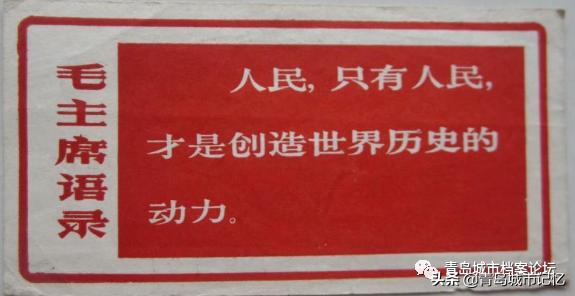 毛主席语录
人民，只有人民，
才是创造世界历史的
动力。
青岛城市档案论坛
头条@青岛城市记忆